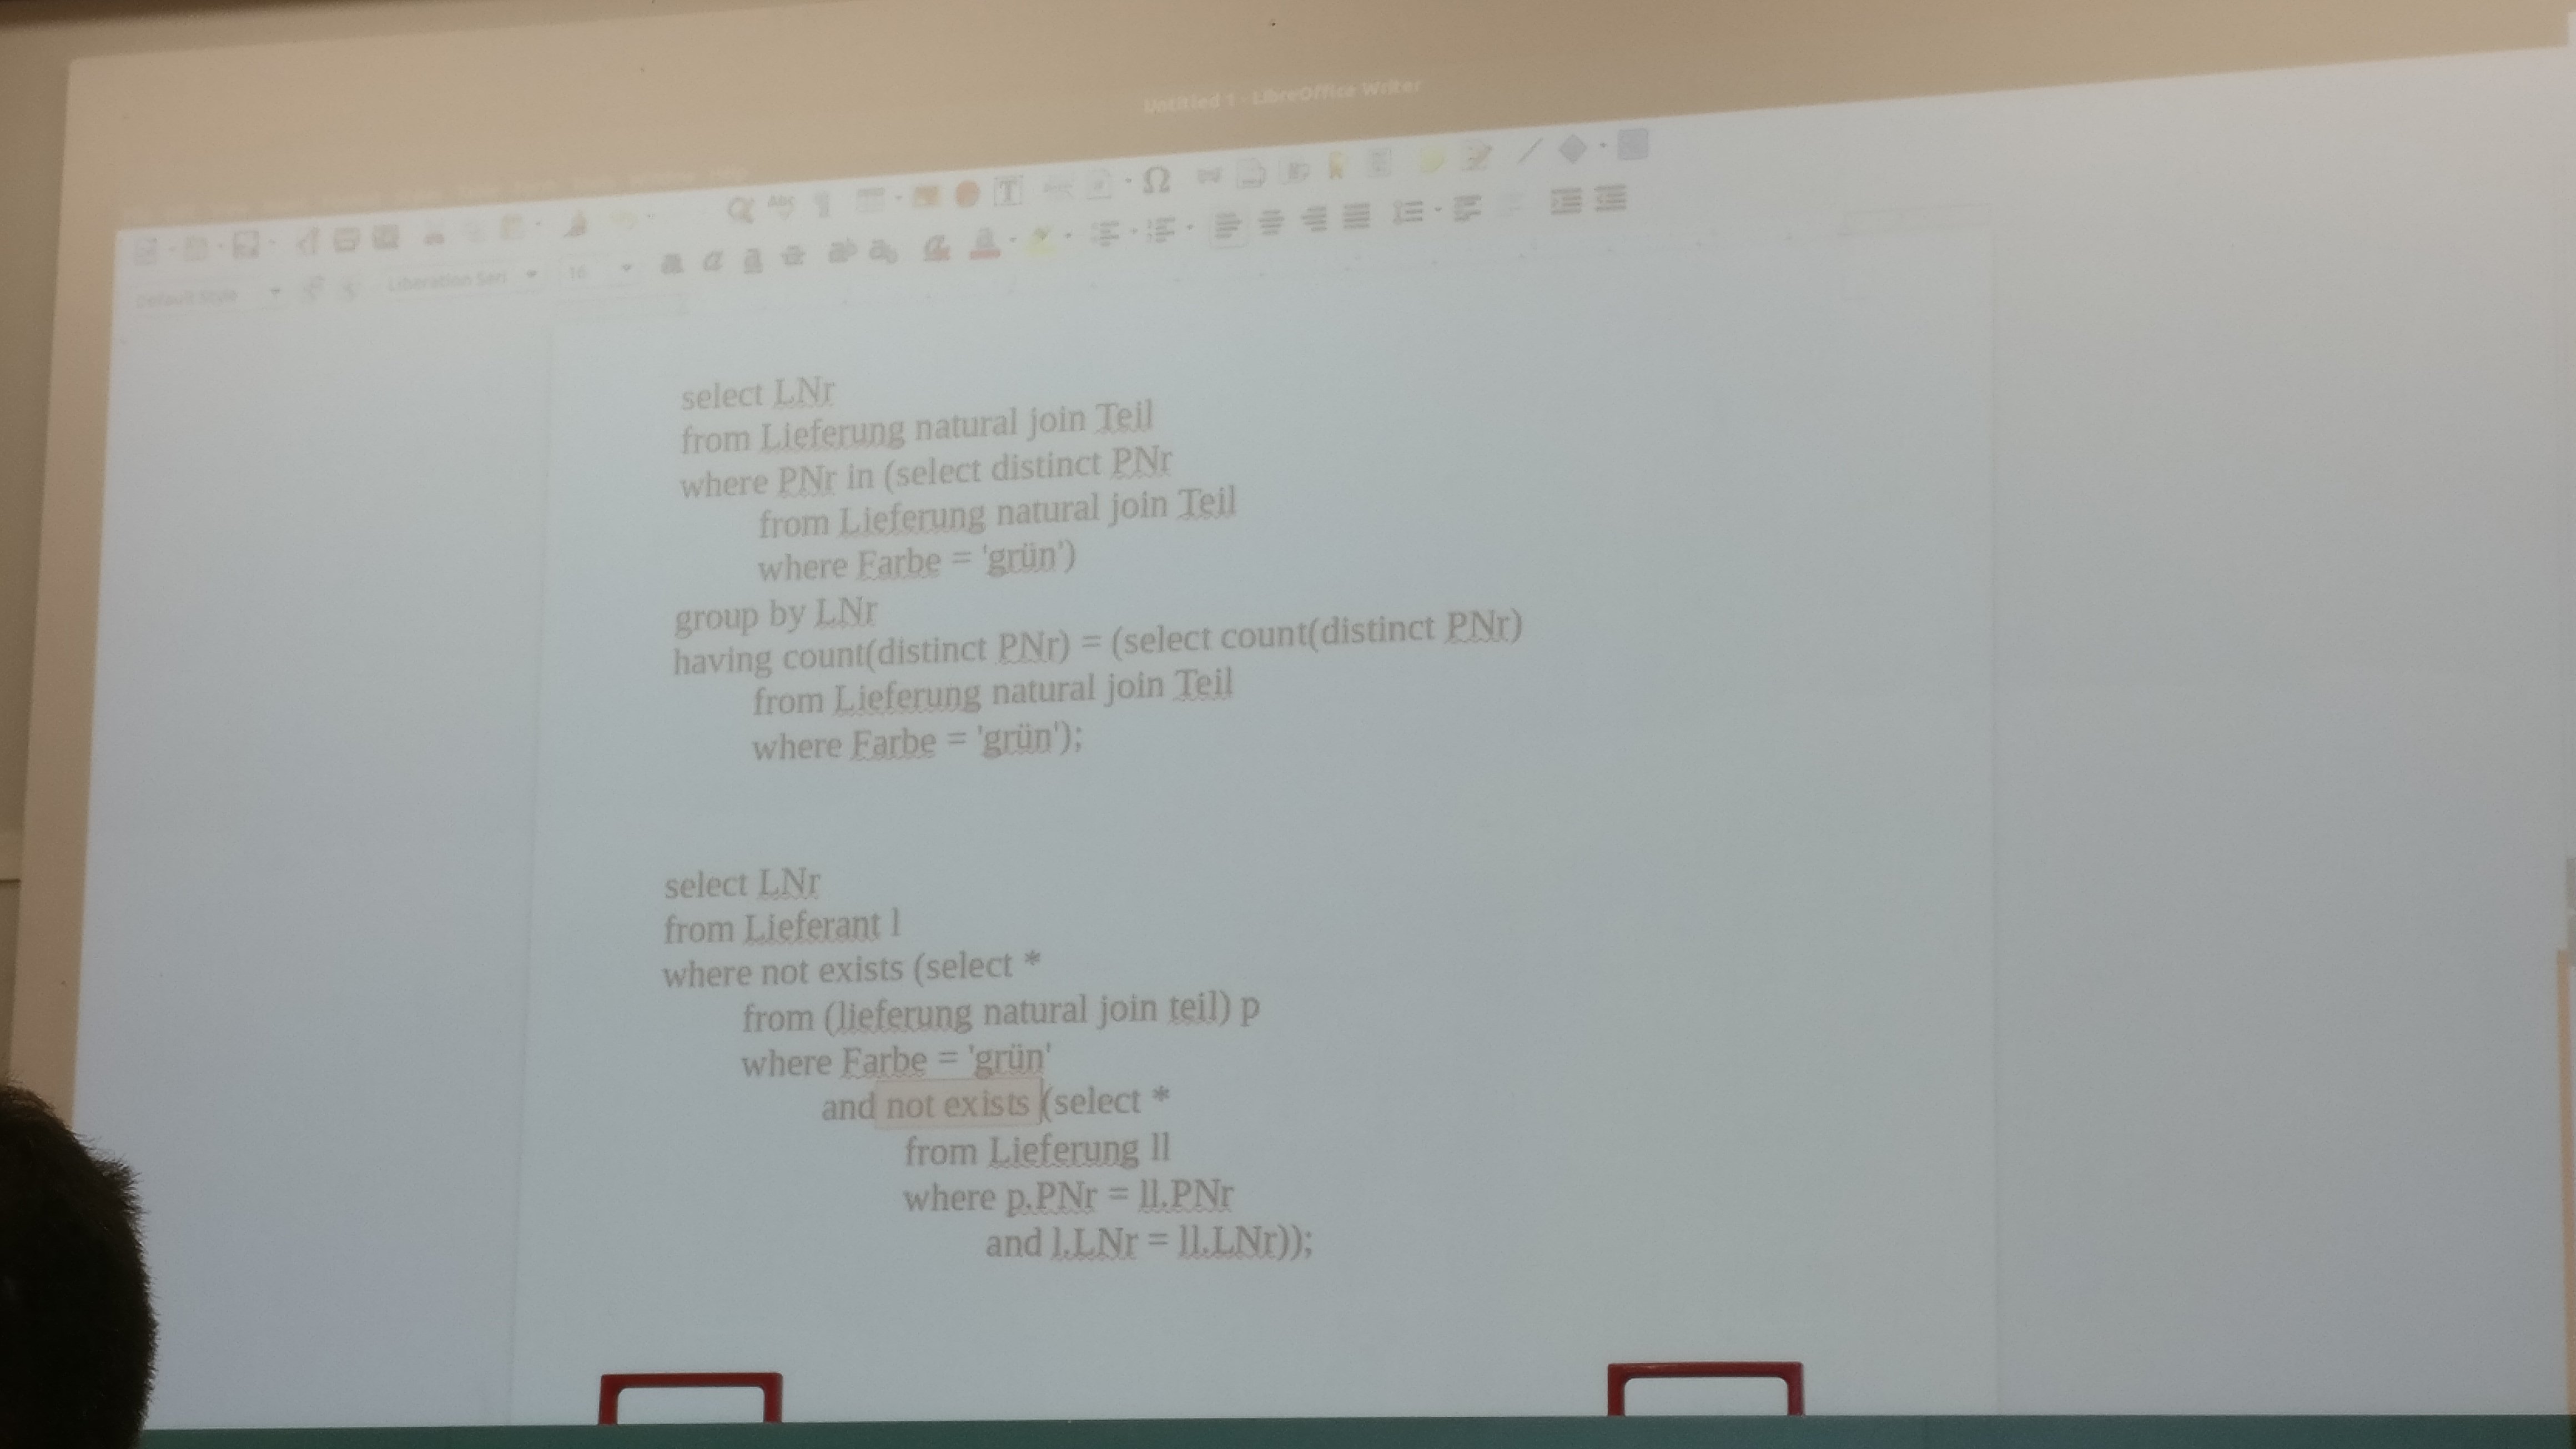 Untitled 1 - LibreOffice Writer
Default Style
Liberation Seri
16
select LNr
from Lieferung natural join Teil
where PNr in (select distinct PNr
from Lieferung natural join Teil
where Farbe = 'grün')
group by LNr
having count(distinct PNr) = (select count(distinct PNr)
from Lieferung natural join Teil
where Farbe = 'grün');
select LNr
from Lieferant l
where not exists (select *
from (lieferung natural join teil) p
where Farbe = 'grün'
and not exists (select *
from Lieferung ll
where p.PNr = ll.PNr
and l.LNr = ll.LNr));